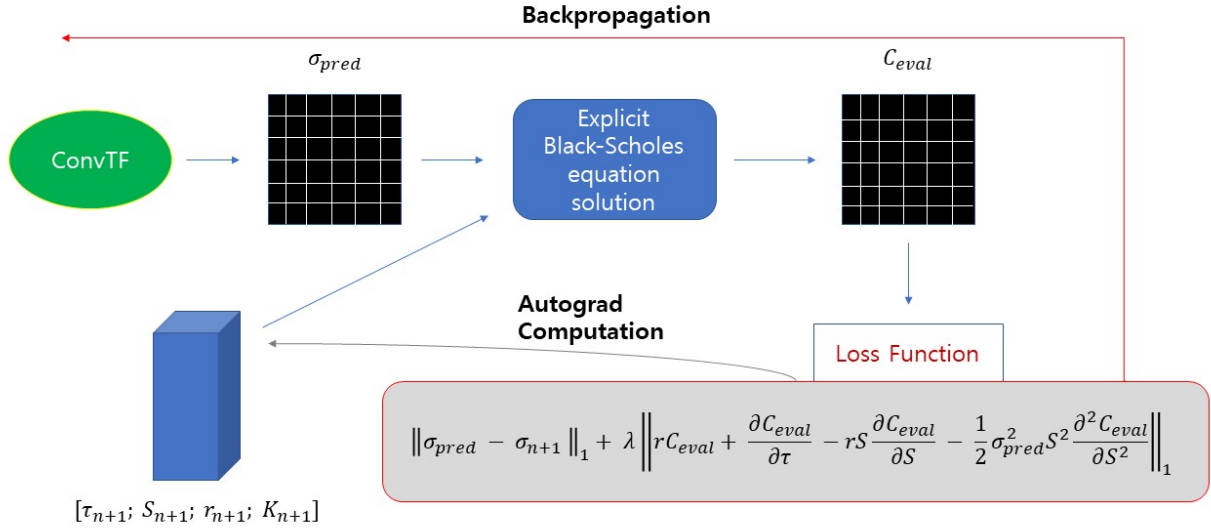 Backpropagation
σ_pred
C_eval
ConvTF
Explicit
Black-Scholes
equation
solution
Autograd
Computation
Loss Function
‖σ_pred − σ_{n+1}‖_1 + λ ‖rC_eval + ∂C_eval/∂τ − rS ∂C_eval/∂S − 1/2 σ_pred^2 S^2 ∂^2C_eval/∂S^2‖_1
[τ_{n+1}; S_{n+1}; r_{n+1}; K_{n+1}]